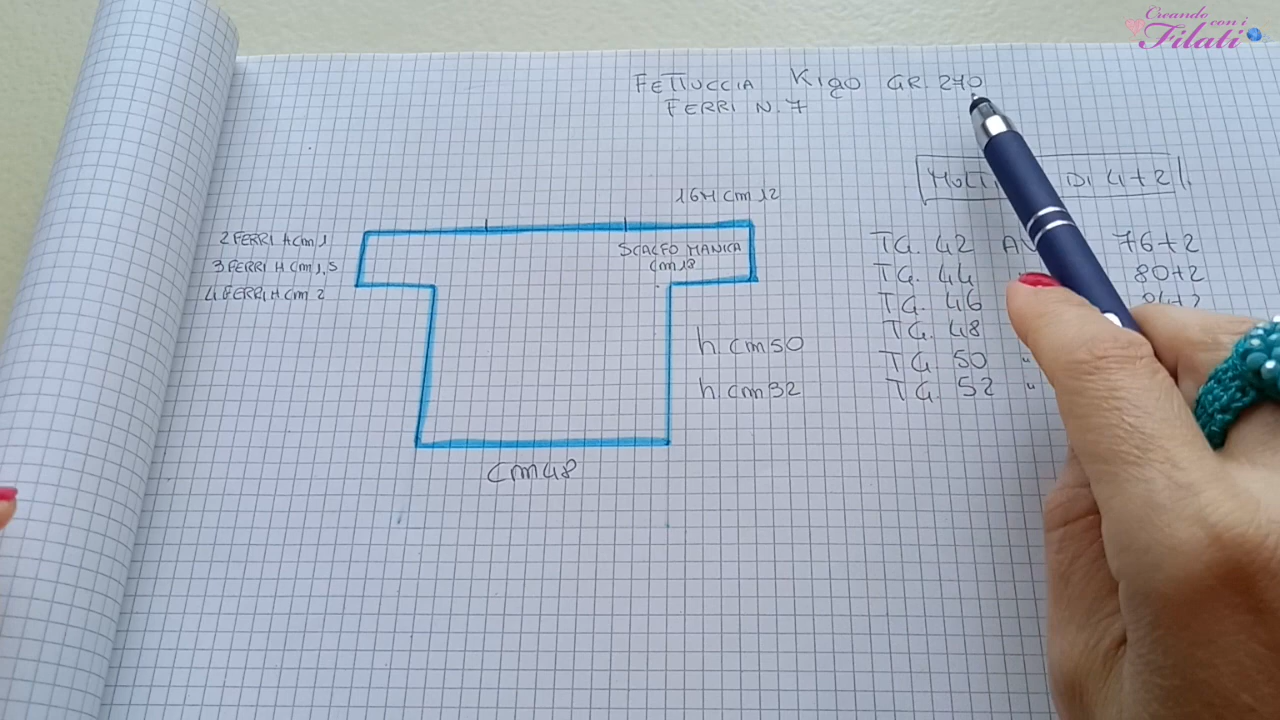 Creando con i
Filati
FETTUCCIA KIGO GR. 270
FERRI N. 7
DI 4+2
16M CM 12
2 FERRI H CM 1
3 FERRI H CM 1,5
4 FERRI H CM 2
SCALFO MANICA
CM 18
h. cm 50
h. cm 32
CM 48
TG. 42 76+2
TG. 44 80+2
TG. 46
TG. 48
TG. 50 "
TG. 52 "